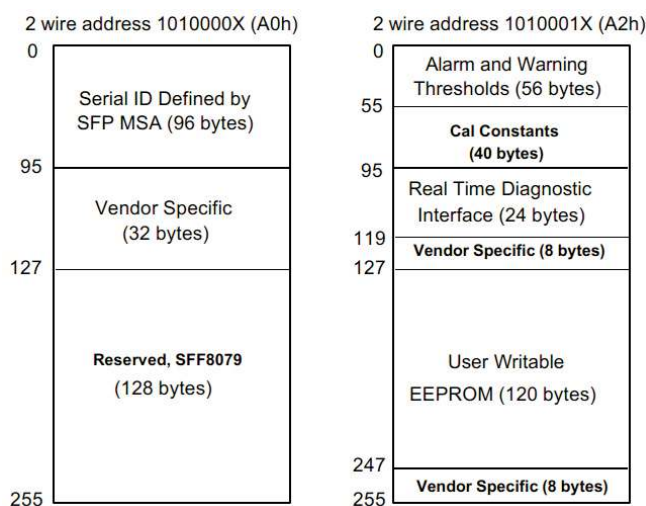 2 wire address 1010000X (A0h)
0
Serial ID Defined by
SFP MSA (96 bytes)
95
Vendor Specific
(32 bytes)
127
Reserved, SFF8079
(128 bytes)
255
2 wire address 1010001X (A2h)
0
Alarm and Warning
Thresholds (56 bytes)
55
Cal Constants
(40 bytes)
95
Real Time Diagnostic
Interface (24 bytes)
119
Vendor Specific (8 bytes)
127
User Writable
EEPROM (120 bytes)
247
Vendor Specific (8 bytes)
255